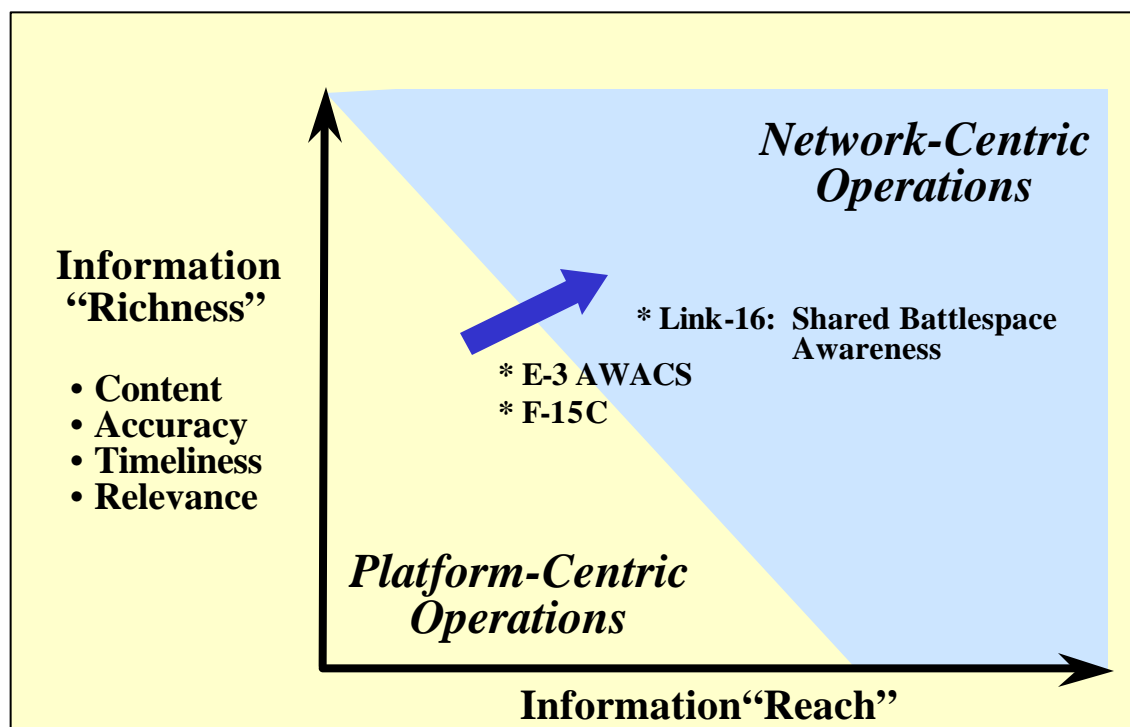 Network-Centric
Operations
Information
“Richness”
* Link-16: Shared Battlespace
Awareness
* E-3 AWACS
* F-15C
• Content
• Accuracy
• Timeliness
• Relevance
Platform-Centric
Operations
Information“Reach”